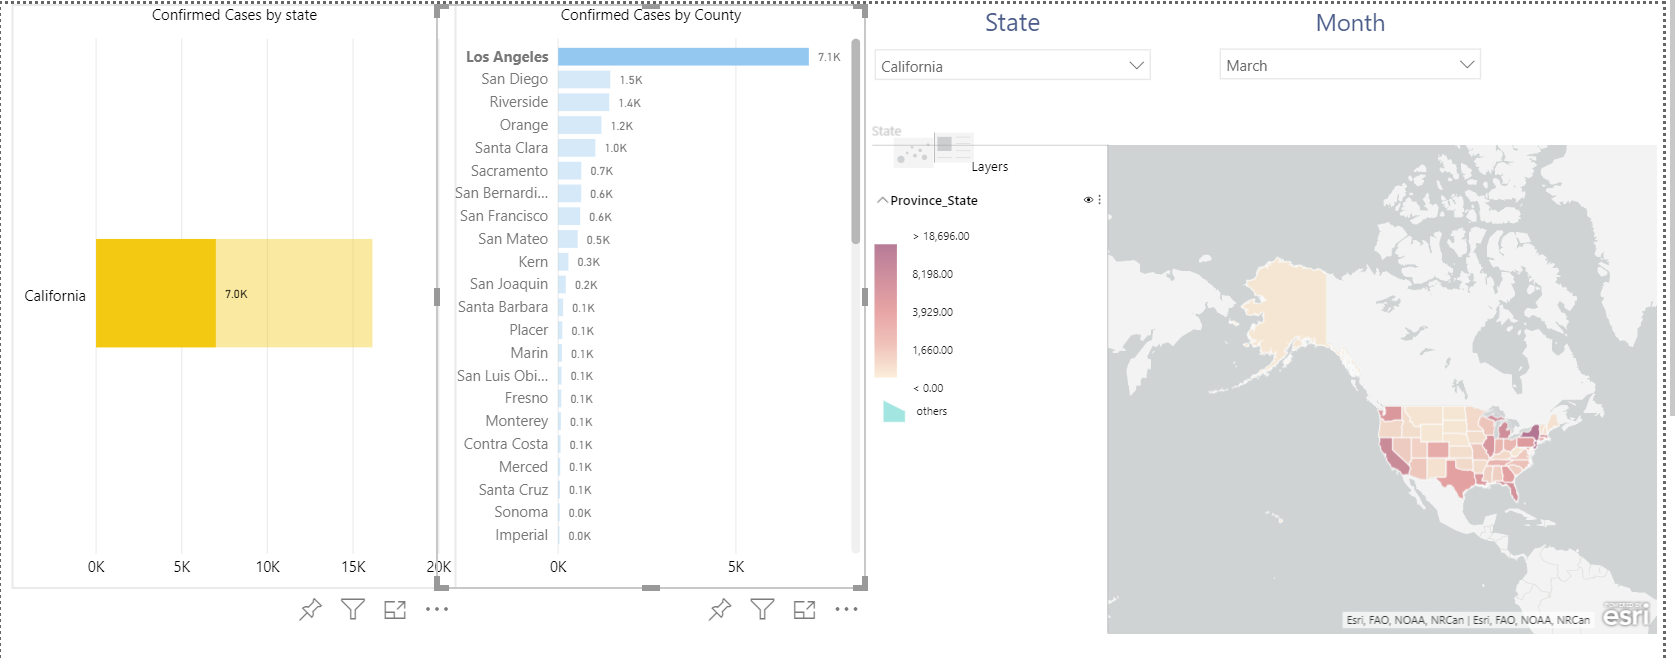 Confirmed Cases by state
California
7.0K
0K 5K 10K 15K 20K
Confirmed Cases by County
Los Angeles 7.1K
San Diego 1.5K
Riverside 1.4K
Orange 1.2K
Santa Clara 1.0K
Sacramento 0.7K
San Bernardi... 0.6K
San Francisco 0.6K
San Mateo 0.5K
Kern 0.3K
San Joaquin 0.2K
Santa Barbara 0.1K
Placer 0.1K
Marin 0.1K
San Luis Obi... 0.1K
Fresno 0.1K
Monterey 0.1K
Contra Costa 0.1K
Merced 0.1K
Santa Cruz 0.1K
Sonoma 0.0K
Imperial 0.0K
0K 5K
State
California
Month
March
State
Layers
Province_State
> 18,696.00
8,198.00
3,929.00
1,660.00
< 0.00
others
Esri, FAO, NOAA, NRCan | Esri, FAO, NOAA, NRCan
POWERED BY
esri